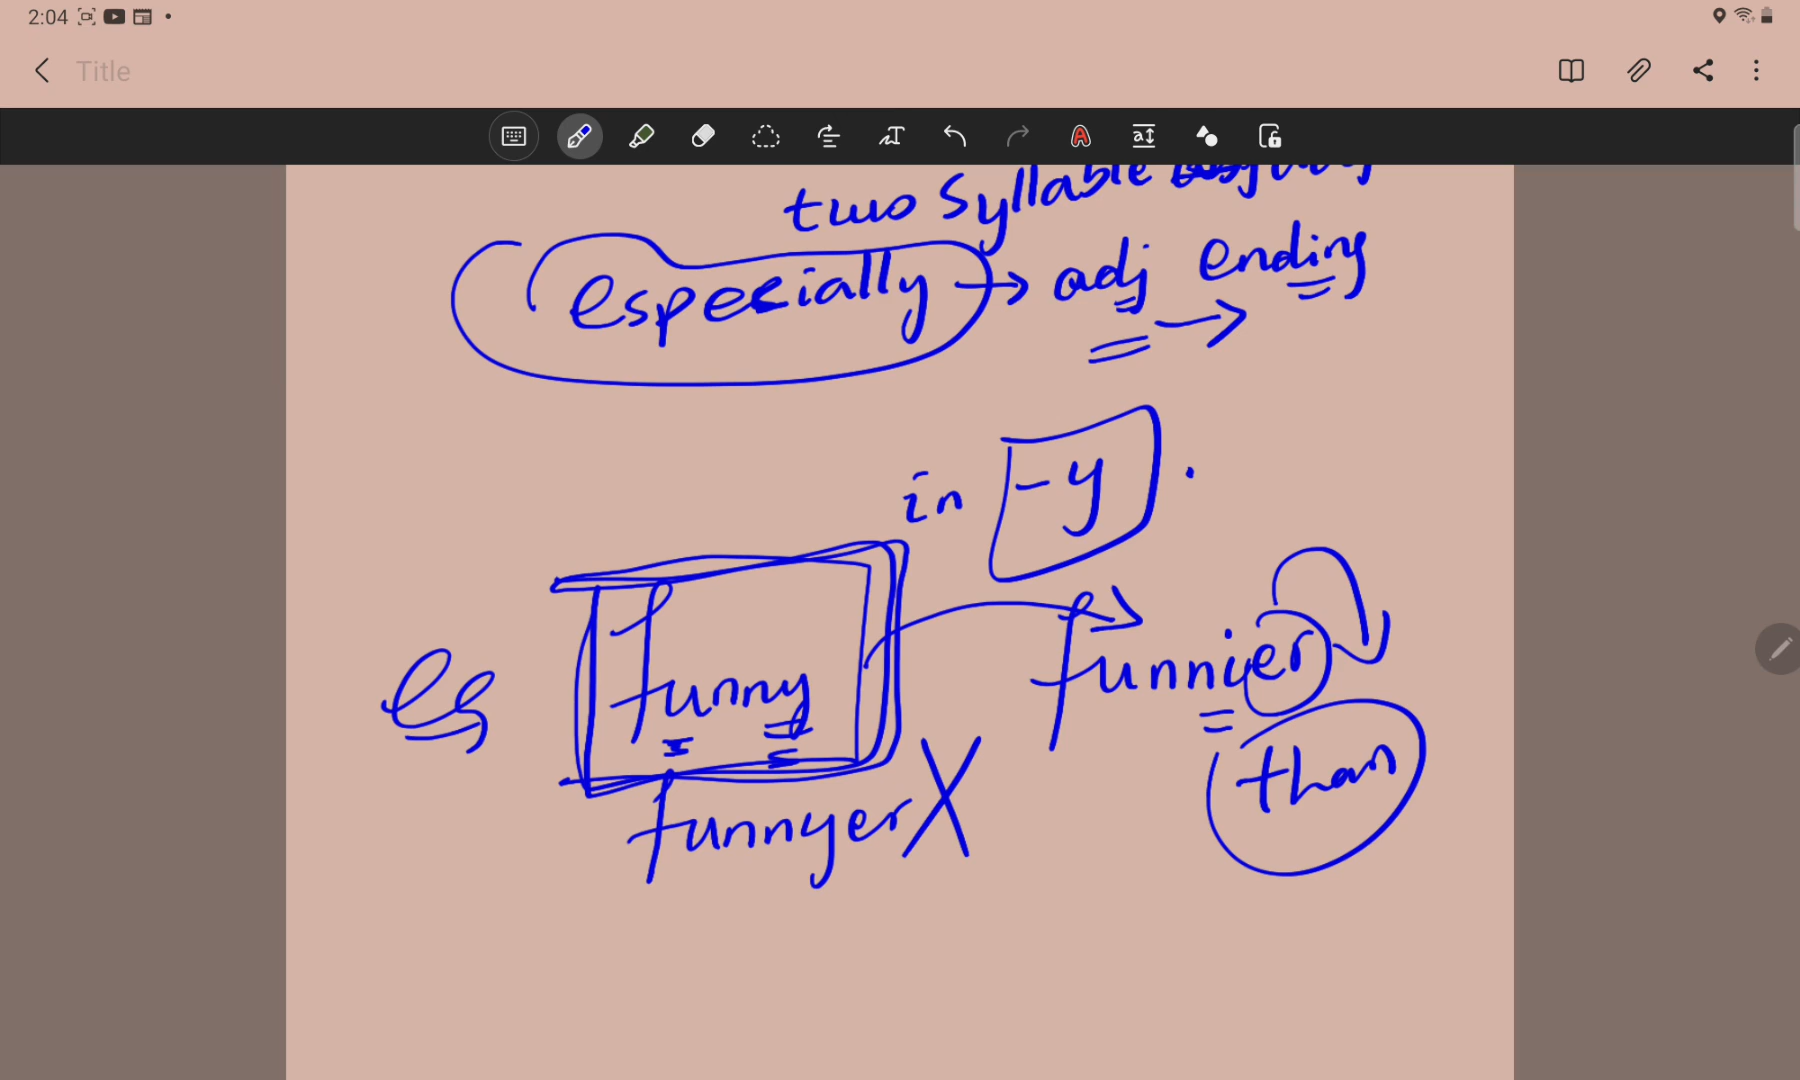 2:04
Title
two syllable
especially → adj ending
in -y.
eg funny → funnier
than
funnyer X